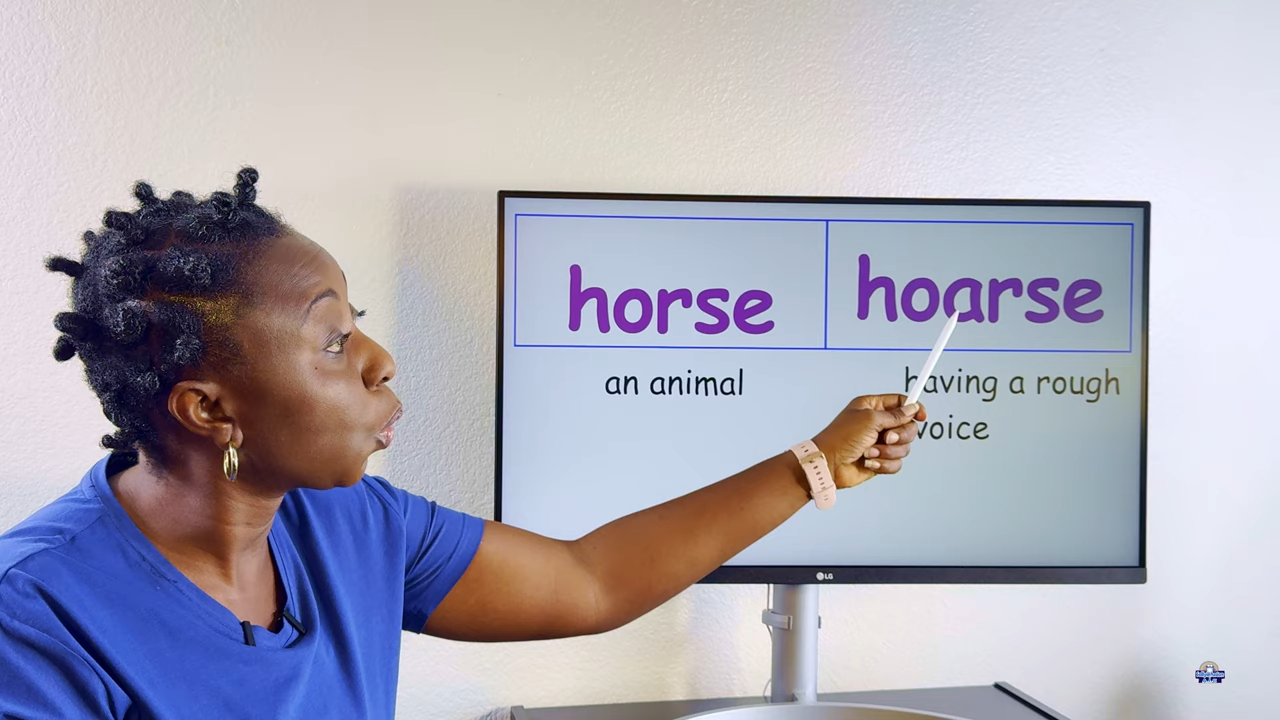 horse
hoarse
an animal
having a rough
voice
LG